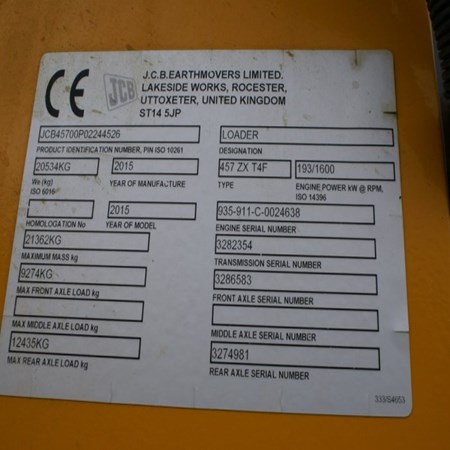 CE
JCB
J.C.B.EARTHMOVERS LIMITED.
LAKESIDE WORKS, ROCESTER,
UTTOXETER, UNITED KINGDOM
ST14 5JP
JCB45700P02244526
PRODUCT IDENTIFICATION NUMBER, PIN ISO 10261
LOADER
DESIGNATION
20534KG
We (kg)
ISO 6016
2015
YEAR OF MANUFACTURE
457 ZX T4F
TYPE
193/1600
ENGINE POWER kW @ RPM.
ISO 14396
HOMOLOGATION No
2015
YEAR OF MODEL
935-911-C-0024638
ENGINE SERIAL NUMBER
21362KG
MAXIMUM MASS kg
3282354
TRANSMISSION SERIAL NUMBER
9274KG
MAX FRONT AXLE LOAD kg
3286583
FRONT AXLE SERIAL NUMBER
MAX MIDDLE AXLE LOAD kg
MIDDLE AXLE SERIAL NUMBER
12435KG
MAX REAR AXLE LOAD kg
3274981
REAR AXLE SERIAL NUMBER
333/S4653